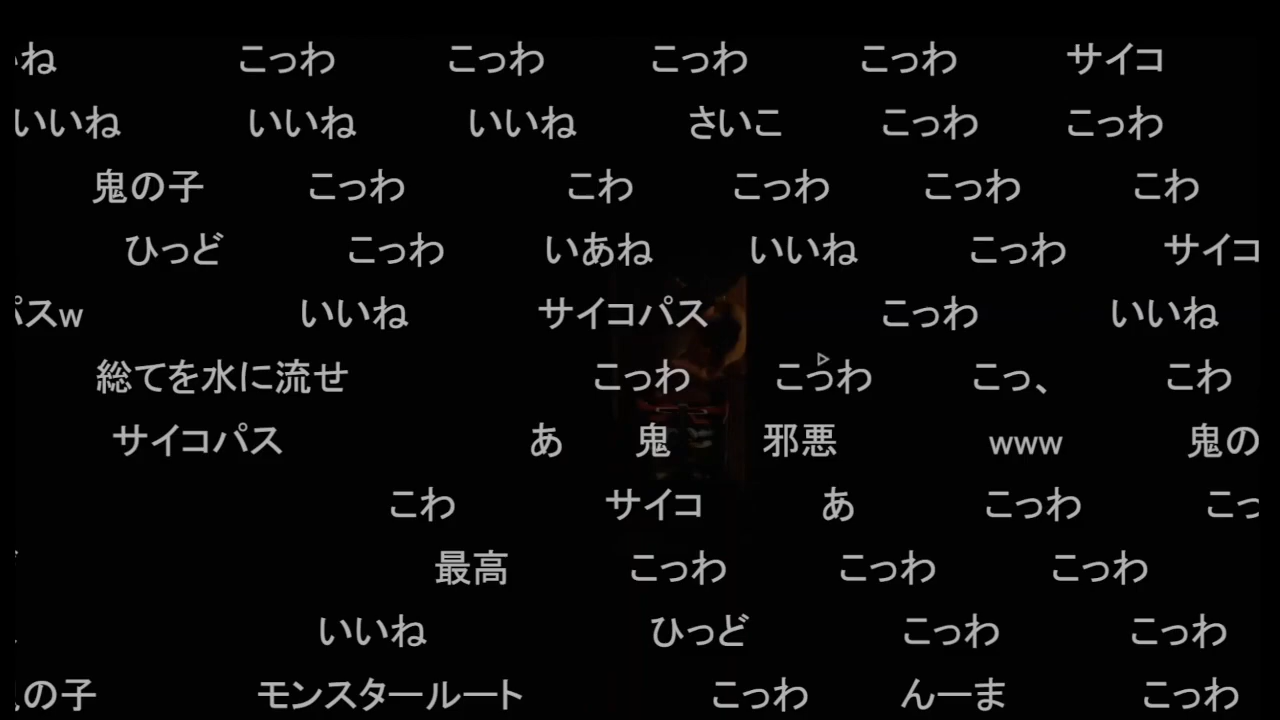 いね こっわ こっわ こっわ こっわ サイコ
いいね いいね いいね さいこ こっわ こっわ
鬼の子 こっわ こわ こっわ こっわ こわ
ひっど こっわ いあね いいね こっわ サイコ
パスw いいね サイコパス こっわ いいね
総てを水に流せ こっわ こうわ こっ、 こわ
サイコパス あ 鬼 邪悪 www 鬼の
こわ サイコ あ こっわ こっ
最高 こっわ こっわ こっわ
いいね ひっど こっわ こっわ
の子 モンスタールート こっわ んーま こっわ